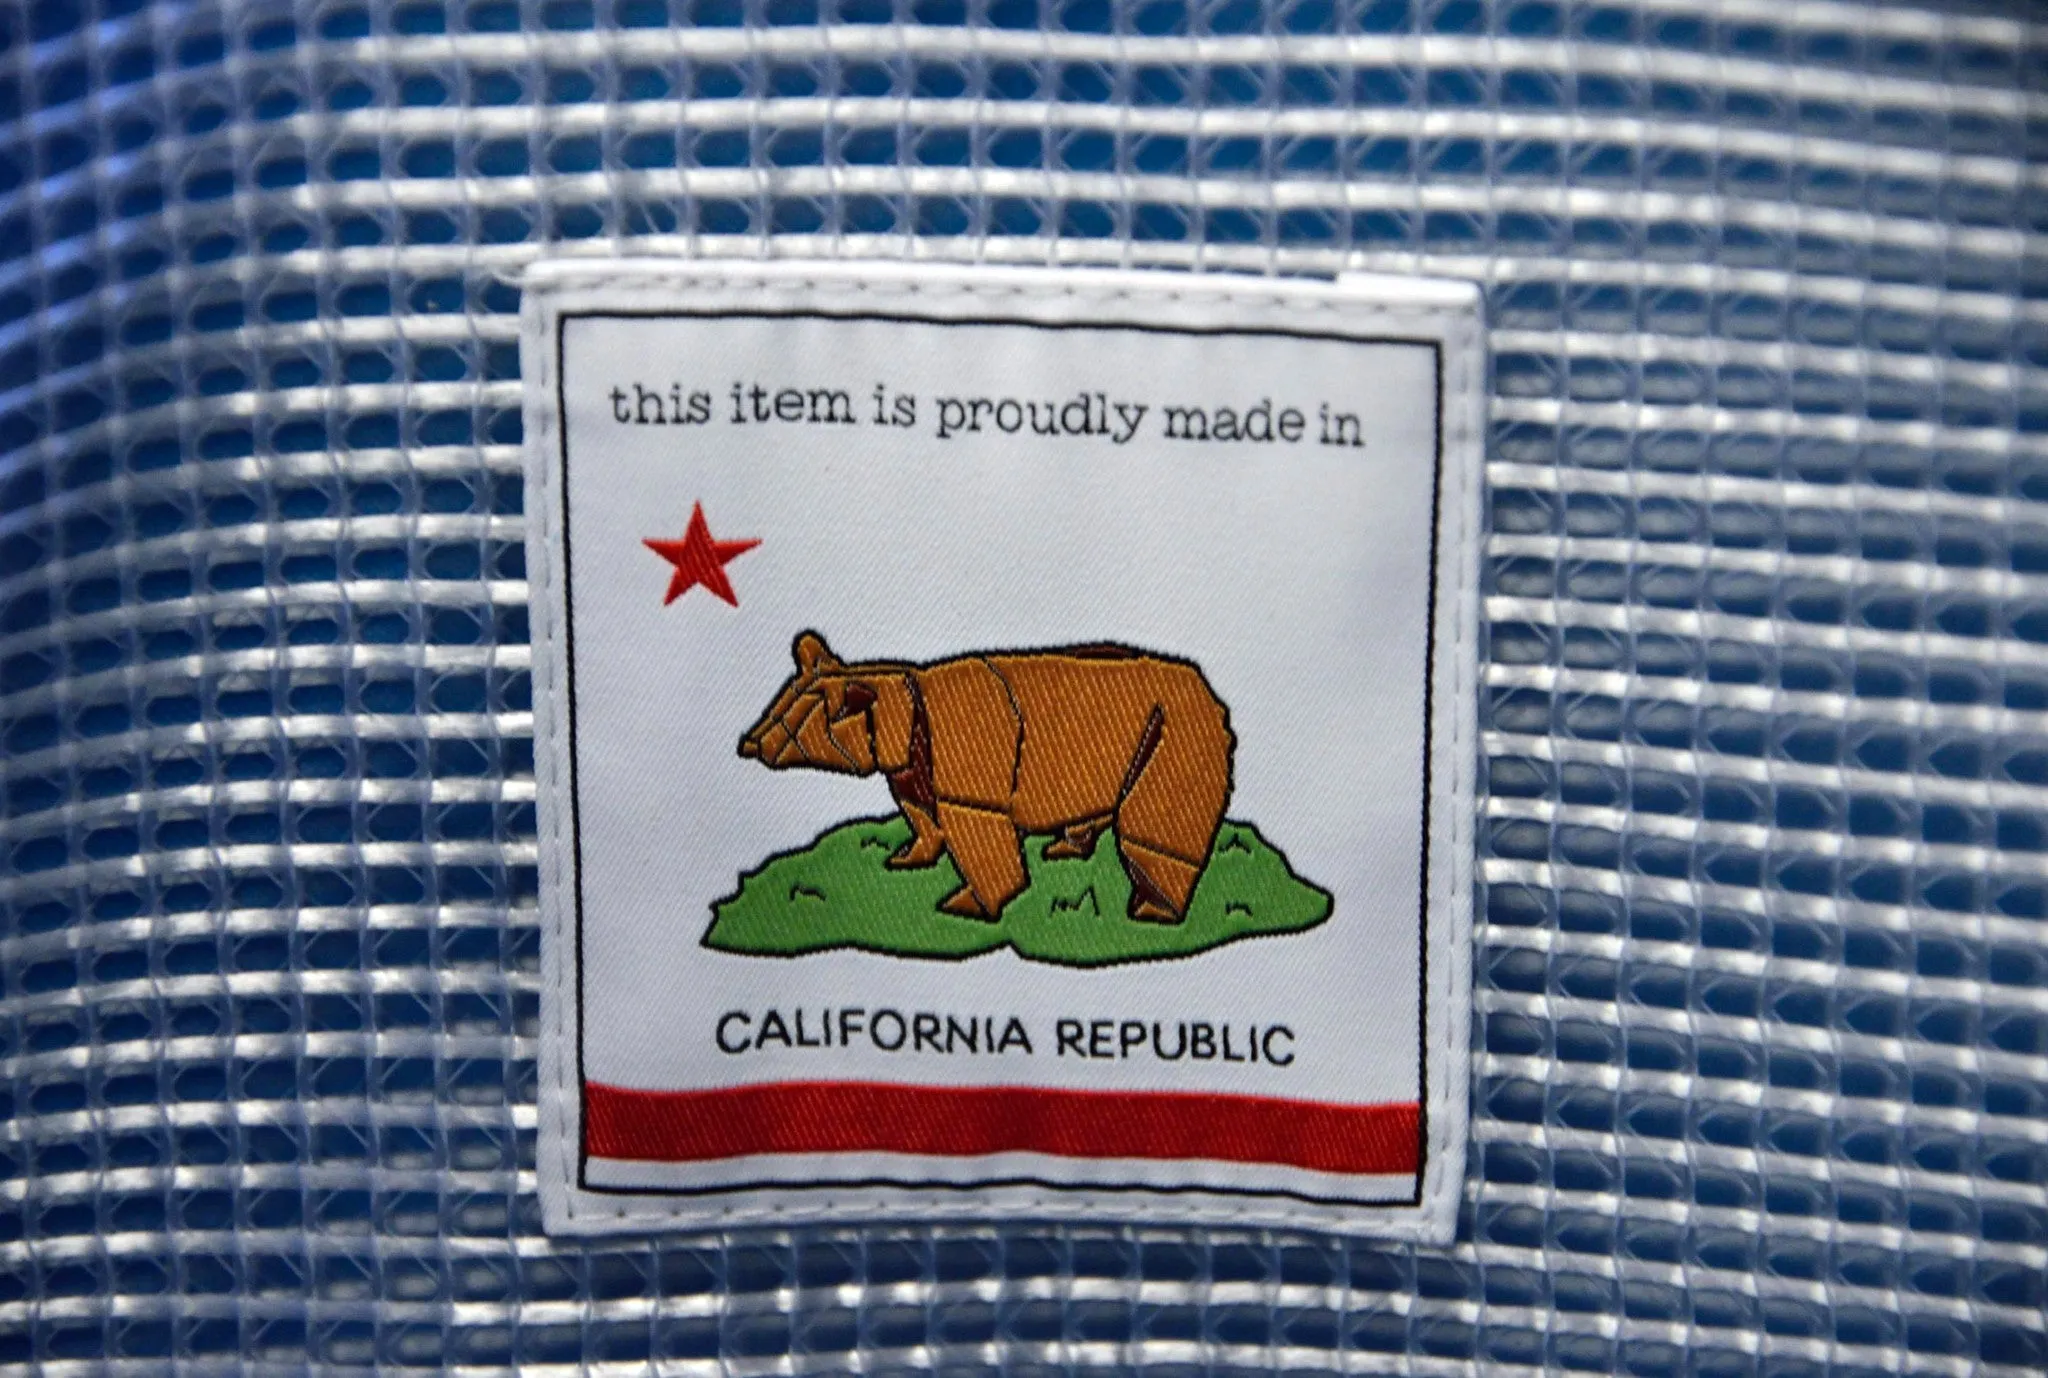 this item is proudly made in
CALIFORNIA REPUBLIC